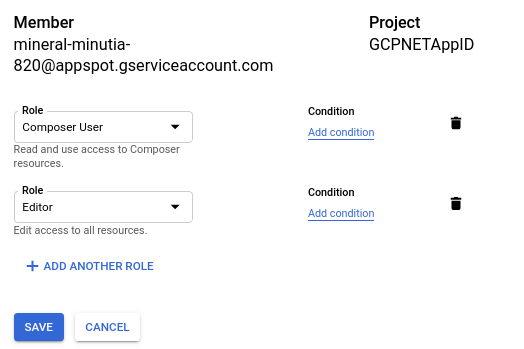 Member
Project
mineral-minutia-
GCPNETAppID
820@appspot.gserviceaccount.com
Role
Condition
Composer User
Add condition
Read and use access to Composer
resources.
Role
Condition
Editor
Add condition
Edit access to all resources.
ADD ANOTHER ROLE
SAVE
CANCEL